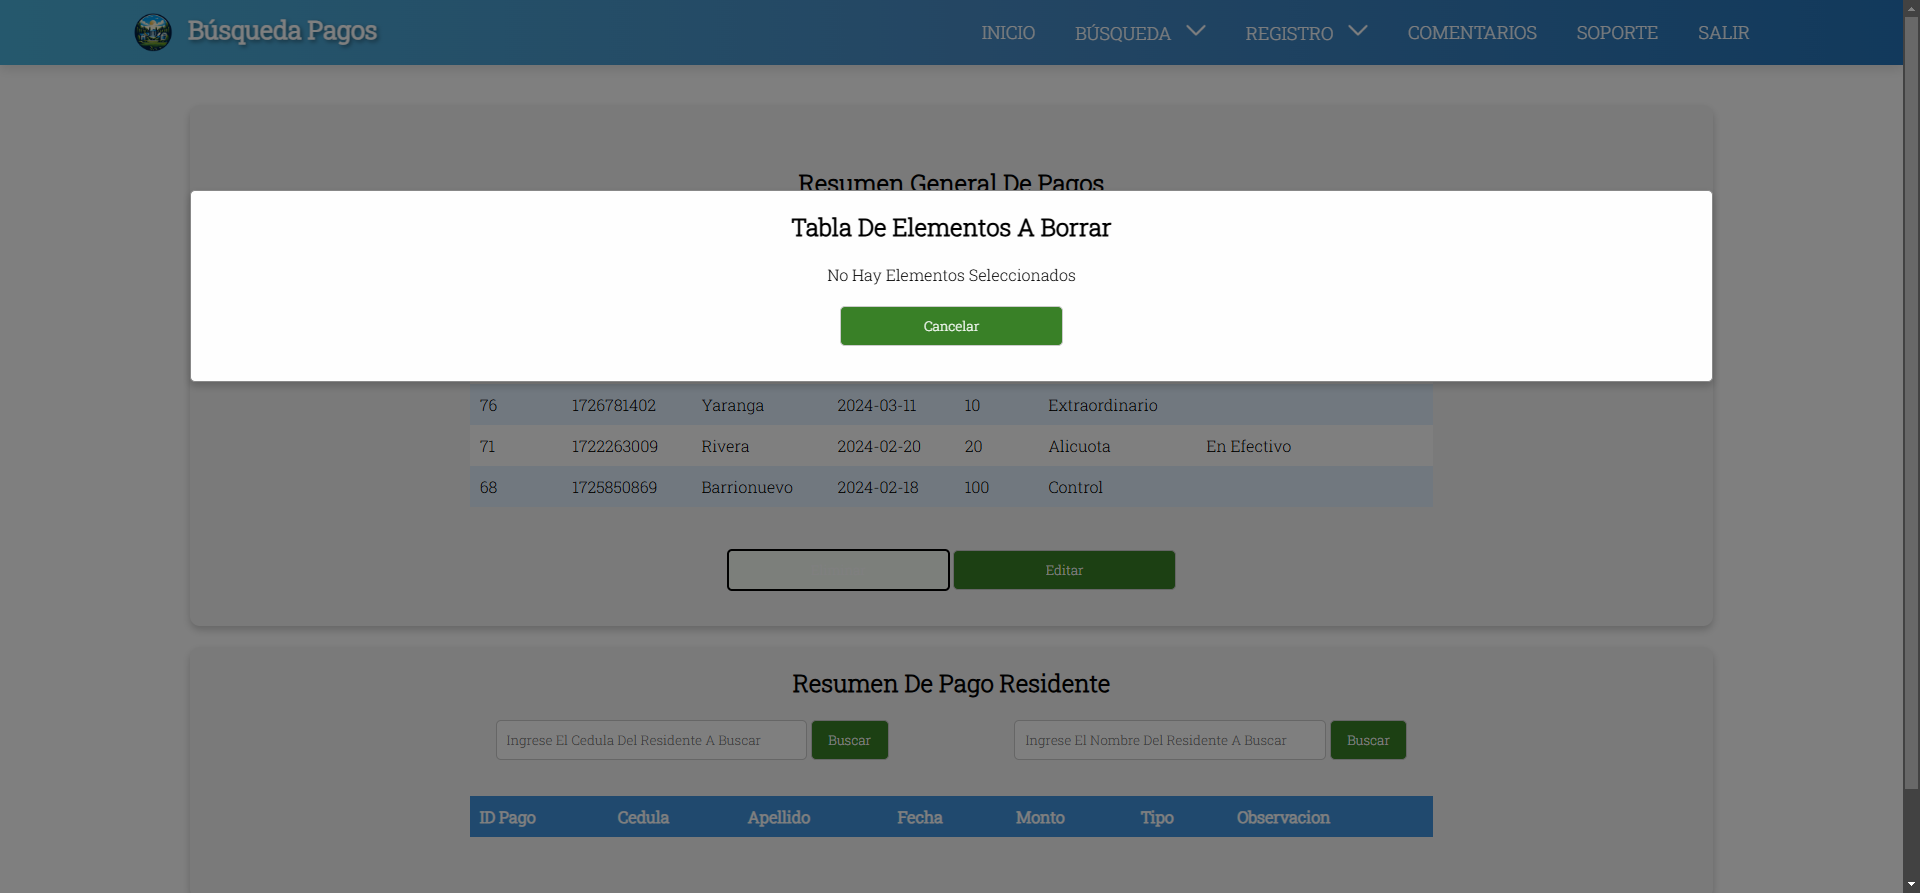 Búsqueda Pagos
INICIO BÚSQUEDA REGISTRO COMENTARIOS SOPORTE SALIR
Resumen General De Pagos
Tabla De Elementos A Borrar
No Hay Elementos Seleccionados
Cancelar
76 1726781402 Yaranga 2024-03-11 10 Extraordinario
71 1722263009 Rivera 2024-02-20 20 Alicuota En Efectivo
68 1725850869 Barrionuevo 2024-02-18 100 Control
Editar
Resumen De Pago Residente
Ingrese El Cedula Del Residente A Buscar Buscar Ingrese El Nombre Del Residente A Buscar Buscar
ID Pago Cedula Apellido Fecha Monto Tipo Observacion